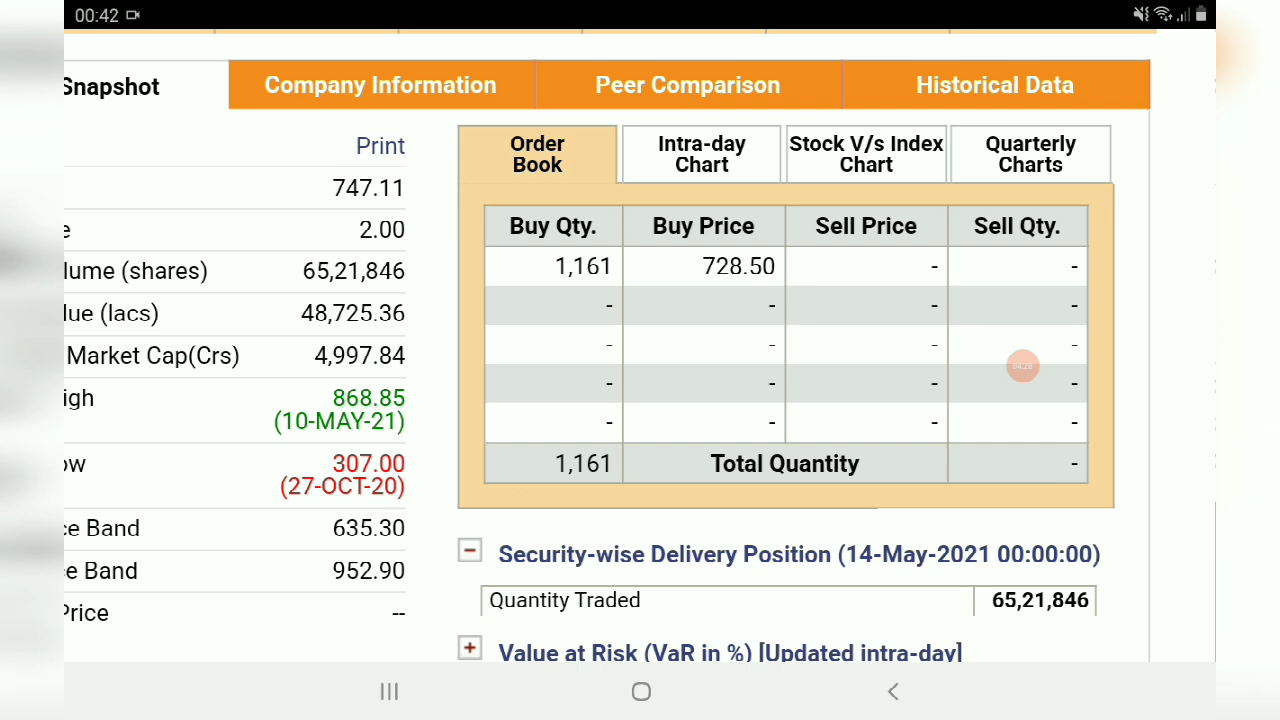 00:42
Snapshot
Company Information
Peer Comparison
Historical Data
Print
747.11
e 2.00
lume (shares) 65,21,846
lue (lacs) 48,725.36
Market Cap(Crs) 4,997.84
igh 868.85
(10-MAY-21)
ow 307.00
(27-OCT-20)
ce Band 635.30
e Band 952.90
Price --
Order
Book
Intra-day
Chart
Stock V/s Index
Chart
Quarterly
Charts
Buy Qty. Buy Price Sell Price Sell Qty.
1,161 728.50 - -
- - - -
- - - -
- - - -
- - - -
1,161 Total Quantity -
04:28
Security-wise Delivery Position (14-May-2021 00:00:00)
Quantity Traded 65,21,846
Value at Risk (VaR in %) [Updated intra-day]